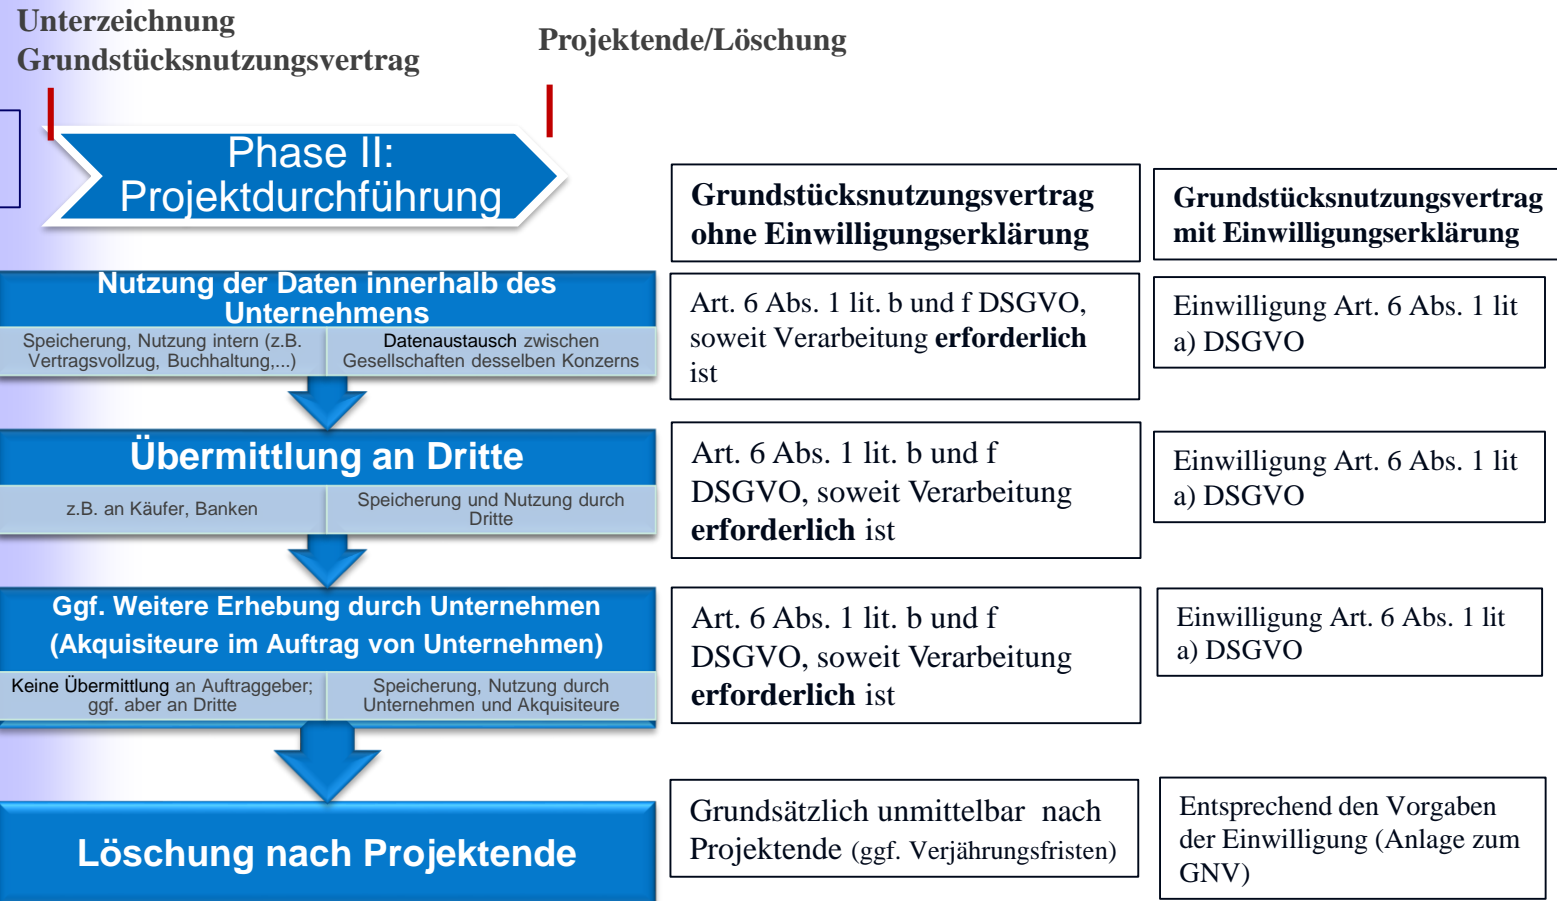 Unterzeichnung
Grundstücksnutzungsvertrag
Projektende/Löschung
Phase II:
Projektdurchführung
Grundstücksnutzungsvertrag
ohne Einwilligungserklärung
Grundstücksnutzungsvertrag
mit Einwilligungserklärung
Nutzung der Daten innerhalb des
Unternehmens
Speicherung, Nutzung intern (z.B.
Vertragsvollzug, Buchhaltung,...)
Datenaustausch zwischen
Gesellschaften desselben Konzerns
Art. 6 Abs. 1 lit. b und f DSGVO,
soweit Verarbeitung erforderlich
ist
Einwilligung Art. 6 Abs. 1 lit
a) DSGVO
Übermittlung an Dritte
z.B. an Käufer, Banken
Speicherung und Nutzung durch
Dritte
Art. 6 Abs. 1 lit. b und f
DSGVO, soweit Verarbeitung
erforderlich ist
Einwilligung Art. 6 Abs. 1 lit
a) DSGVO
Ggf. Weitere Erhebung durch Unternehmen
(Akquisiteure im Auftrag von Unternehmen)
Keine Übermittlung an Auftraggeber;
ggf. aber an Dritte
Speicherung, Nutzung durch
Unternehmen und Akquisiteure
Art. 6 Abs. 1 lit. b und f
DSGVO, soweit Verarbeitung
erforderlich ist
Einwilligung Art. 6 Abs. 1 lit
a) DSGVO
Löschung nach Projektende
Grundsätzlich unmittelbar  nach
Projektende (ggf. Verjährungsfristen)
Entsprechend den Vorgaben
der Einwilligung (Anlage zum
GNV)